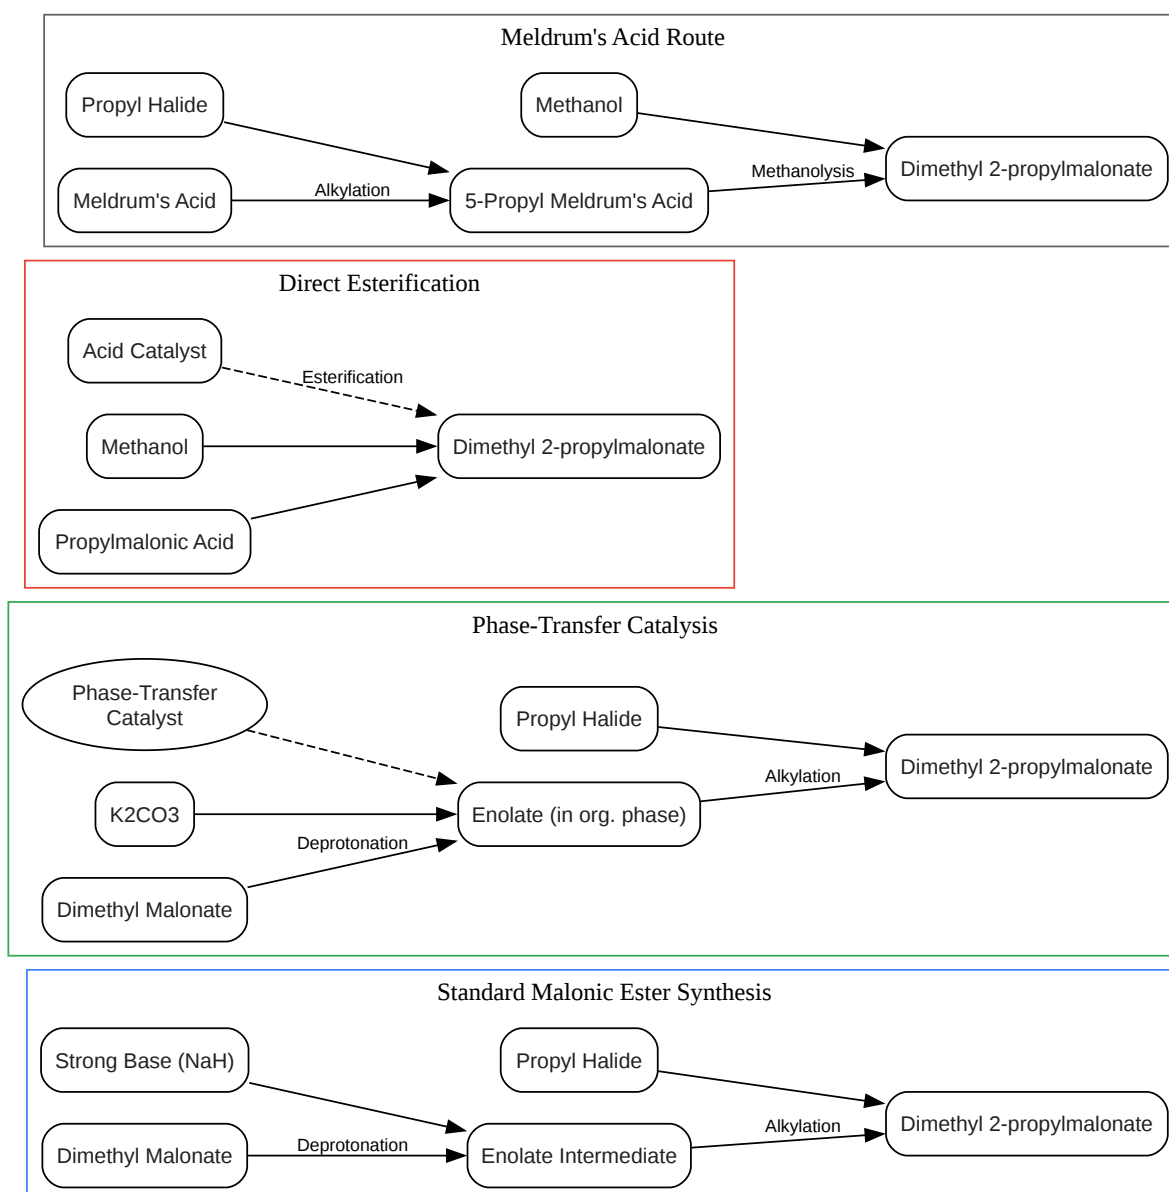 Meldrum's Acid Route
Propyl Halide
Methanol
Meldrum's Acid
Alkylation
5-Propyl Meldrum's Acid
Methanolysis
Dimethyl 2-propylmalonate
Direct Esterification
Acid Catalyst
Esterification
Methanol
Dimethyl 2-propylmalonate
Propylmalonic Acid
Phase-Transfer Catalysis
Phase-Transfer
Catalyst
Propyl Halide
K2CO3
Deprotonation
Dimethyl Malonate
Enolate (in org. phase)
Alkylation
Dimethyl 2-propylmalonate
Standard Malonic Ester Synthesis
Strong Base (NaH)
Propyl Halide
Dimethyl Malonate
Deprotonation
Enolate Intermediate
Alkylation
Dimethyl 2-propylmalonate